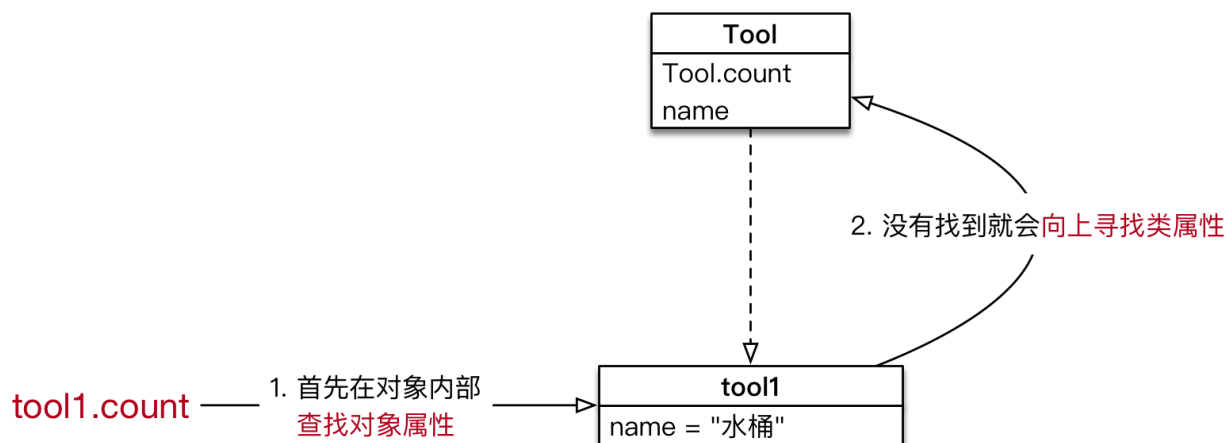 Tool
Tool.count
name
2. 没有找到就会向上寻找类属性
tool1.count
1. 首先在对象内部
查找对象属性
tool1
name = "水桶"